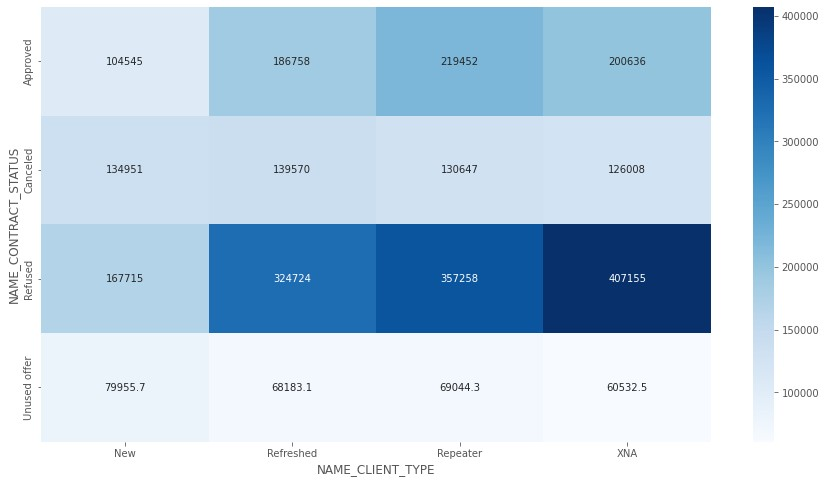 NAME_CONTRACT_STATUS
Approved 104545 186758 219452 200636
Canceled 134951 139570 130647 126008
Refused 167715 324724 357258 407155
Unused offer 79955.7 68183.1 69044.3 60532.5
New Refreshed Repeater XNA
NAME_CLIENT_TYPE
400000
350000
300000
250000
200000
150000
100000